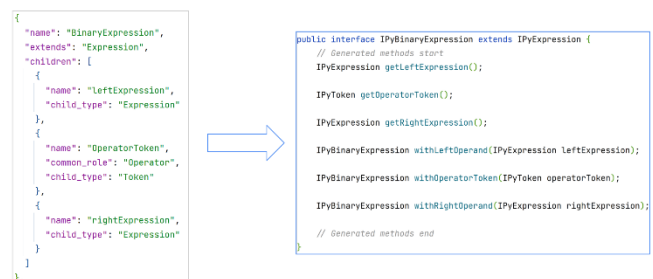 {
"name": "BinaryExpression",
"extends": "Expression",
"children": [
{
"name": "leftExpression",
"child_type": "Expression"
},
{
"name": "OperatorToken",
"common_role": "Operator",
"child_type": "Token"
},
{
"name": "rightExpression",
"child_type": "Expression"
}
]
}
public interface IPyBinaryExpression extends IPyExpression {
// Generated methods start
IPyExpression getLeftExpression();
IPyToken getOperatorToken();
IPyExpression getRightExpression();
IPyBinaryExpression withLeftOperand(IPyExpression leftExpression);
IPyBinaryExpression withOperatorToken(IPyToken operatorToken);
IPyBinaryExpression withRightOperand(IPyExpression rightExpression);
// Generated methods end
}